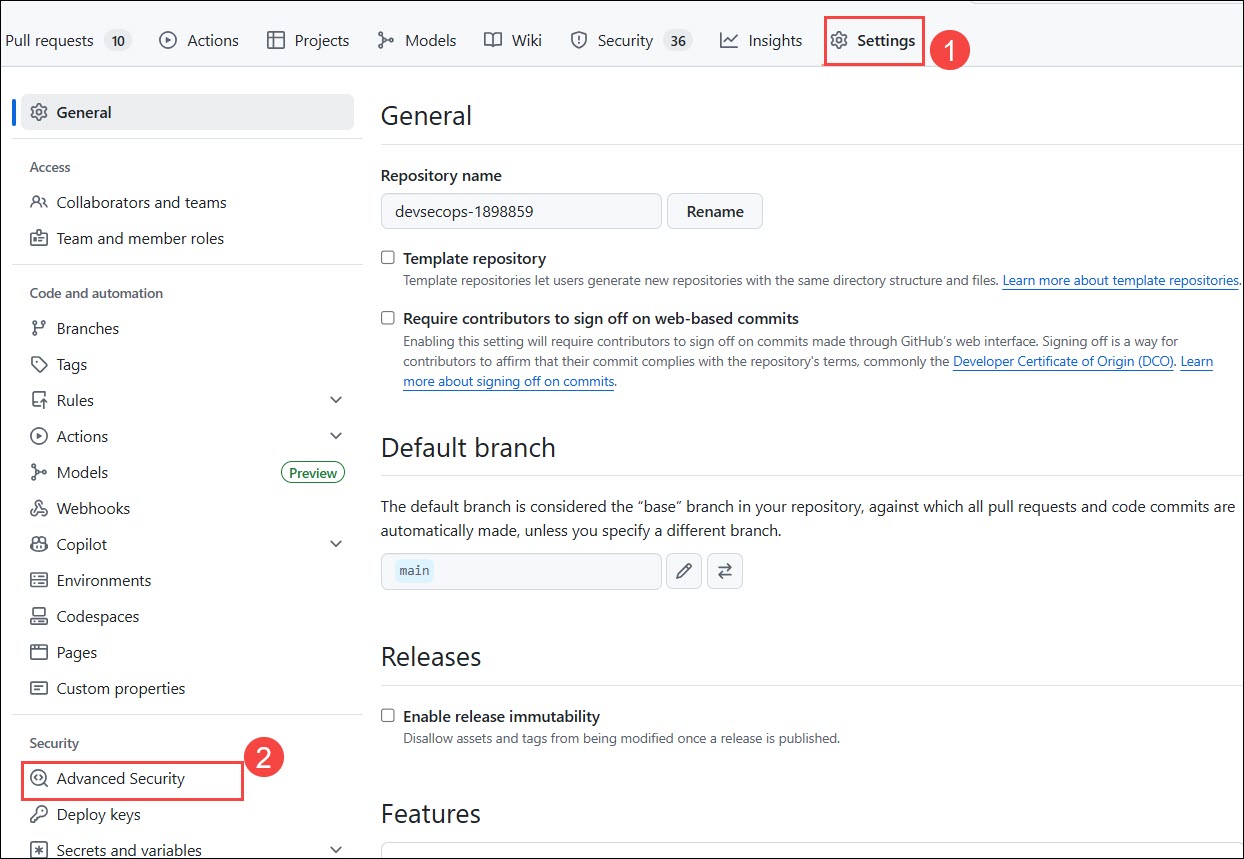 Pull requests 10 Actions Projects Models Wiki Security 36 Insights Settings 1
General
Access
Collaborators and teams
Team and member roles
Code and automation
Branches
Tags
Rules
Actions
Models Preview
Webhooks
Copilot
Environments
Codespaces
Pages
Custom properties
Security
2
Advanced Security
Deploy keys
Secrets and variables
General
Repository name
devsecops-1898859 Rename
Template repository
Template repositories let users generate new repositories with the same directory structure and files. Learn more about template repositories.
Require contributors to sign off on web-based commits
Enabling this setting will require contributors to sign off on commits made through GitHub’s web interface. Signing off is a way for
contributors to affirm that their commit complies with the repository's terms, commonly the Developer Certificate of Origin (DCO). Learn
more about signing off on commits.
Default branch
The default branch is considered the “base” branch in your repository, against which all pull requests and code commits are
automatically made, unless you specify a different branch.
main
Releases
Enable release immutability
Disallow assets and tags from being modified once a release is published.
Features